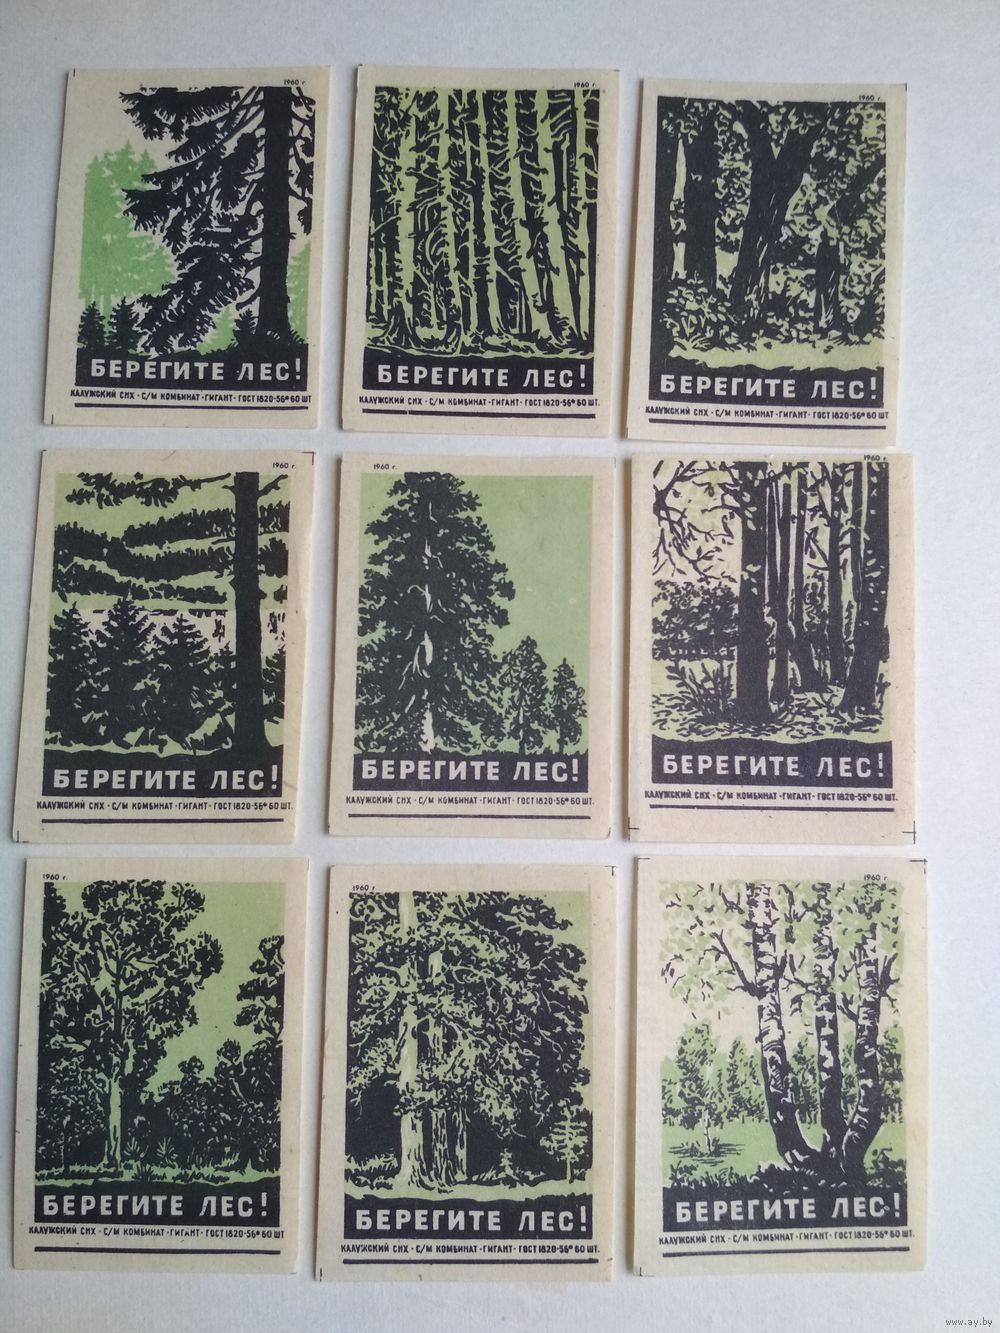 1960 г.
БЕРЕГИТЕ ЛЕС!
КАЛУЖСКИЙ СНХ · С/М КОМБИНАТ · ГИГАНТ · ГОСТ 1820-56* 60 ШТ.
1960 г.
БЕРЕГИТЕ ЛЕС!
КАЛУЖСКИЙ СНХ · С/М КОМБИНАТ · ГИГАНТ · ГОСТ 1820-56* 60 ШТ.
1960 г.
БЕРЕГИТЕ ЛЕС!
КАЛУЖСКИЙ СНХ · С/М КОМБИНАТ · ГИГАНТ · ГОСТ 1820-56* 60 ШТ
1960 г.
БЕРЕГИТЕ ЛЕС!
КАЛУЖСКИЙ СНХ · С/М КОМБИНАТ · ГИГАНТ · ГОСТ 1820-56* 60 ШТ.
1960 г.
БЕРЕГИТЕ ЛЕС!
КАЛУЖСКИЙ СНХ · С/М КОМБИНАТ · ГИГАНТ · ГОСТ 1820-56* 60 ШТ.
1960 г.
БЕРЕГИТЕ ЛЕС!
КАЛУЖСКИЙ СНХ · С/М КОМБИНАТ · ГИГАНТ · ГОСТ 1820-56* 60 ШТ.
1960 г.
БЕРЕГИТЕ ЛЕС!
КАЛУЖСКИЙ СНХ · С/М КОМБИНАТ · ГИГАНТ · ГОСТ 1820-56* 60 ШТ
1960 г.
БЕРЕГИТЕ ЛЕС!
КАЛУЖСКИЙ СНХ · С/М КОМБИНАТ · ГИГАНТ · ГОСТ 1820-56* 60 ШТ.
1960 г.
БЕРЕГИТЕ ЛЕС!
КАЛУЖСКИЙ СНХ · С/М КОМБИНАТ · ГИГАНТ · ГОСТ 1820-56* 60 ШТ.
www.ay.by